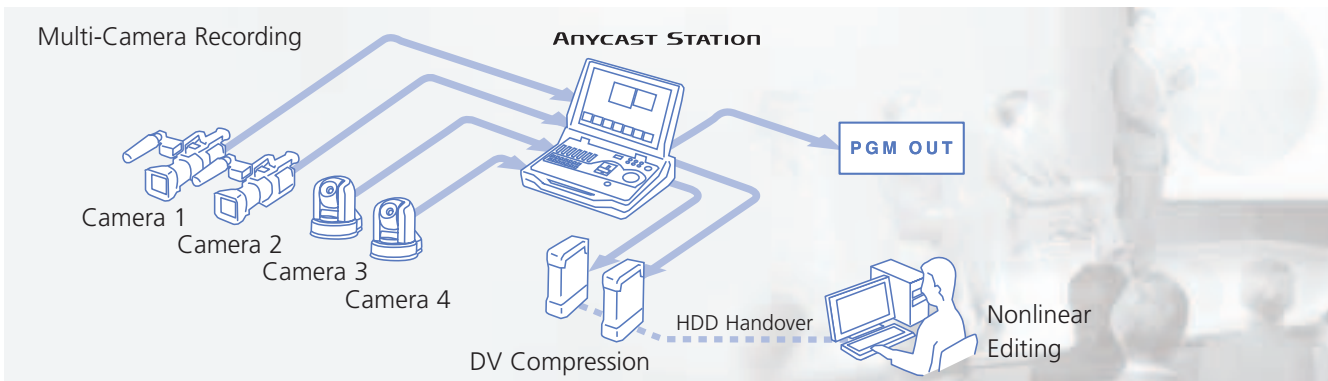 Multi-Camera Recording
ANYCAST STATION
PGM OUT
Camera 1
Camera 2
Camera 3
Camera 4
HDD Handover
DV Compression
Nonlinear
Editing